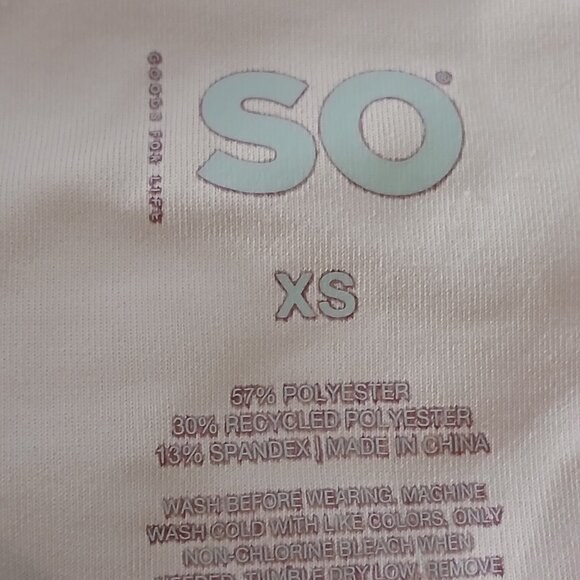 GOODS FOR LIFE
SO®
XS
57% POLYESTER
30% RECYCLED POLYESTER
13% SPANDEX | MADE IN CHINA
WASH BEFORE WEARING. MACHINE
WASH COLD WITH LIKE COLORS. ONLY
NON-CHLORINE BLEACH WHEN
NEEDED. TUMBLE DRY LOW. REMOVE